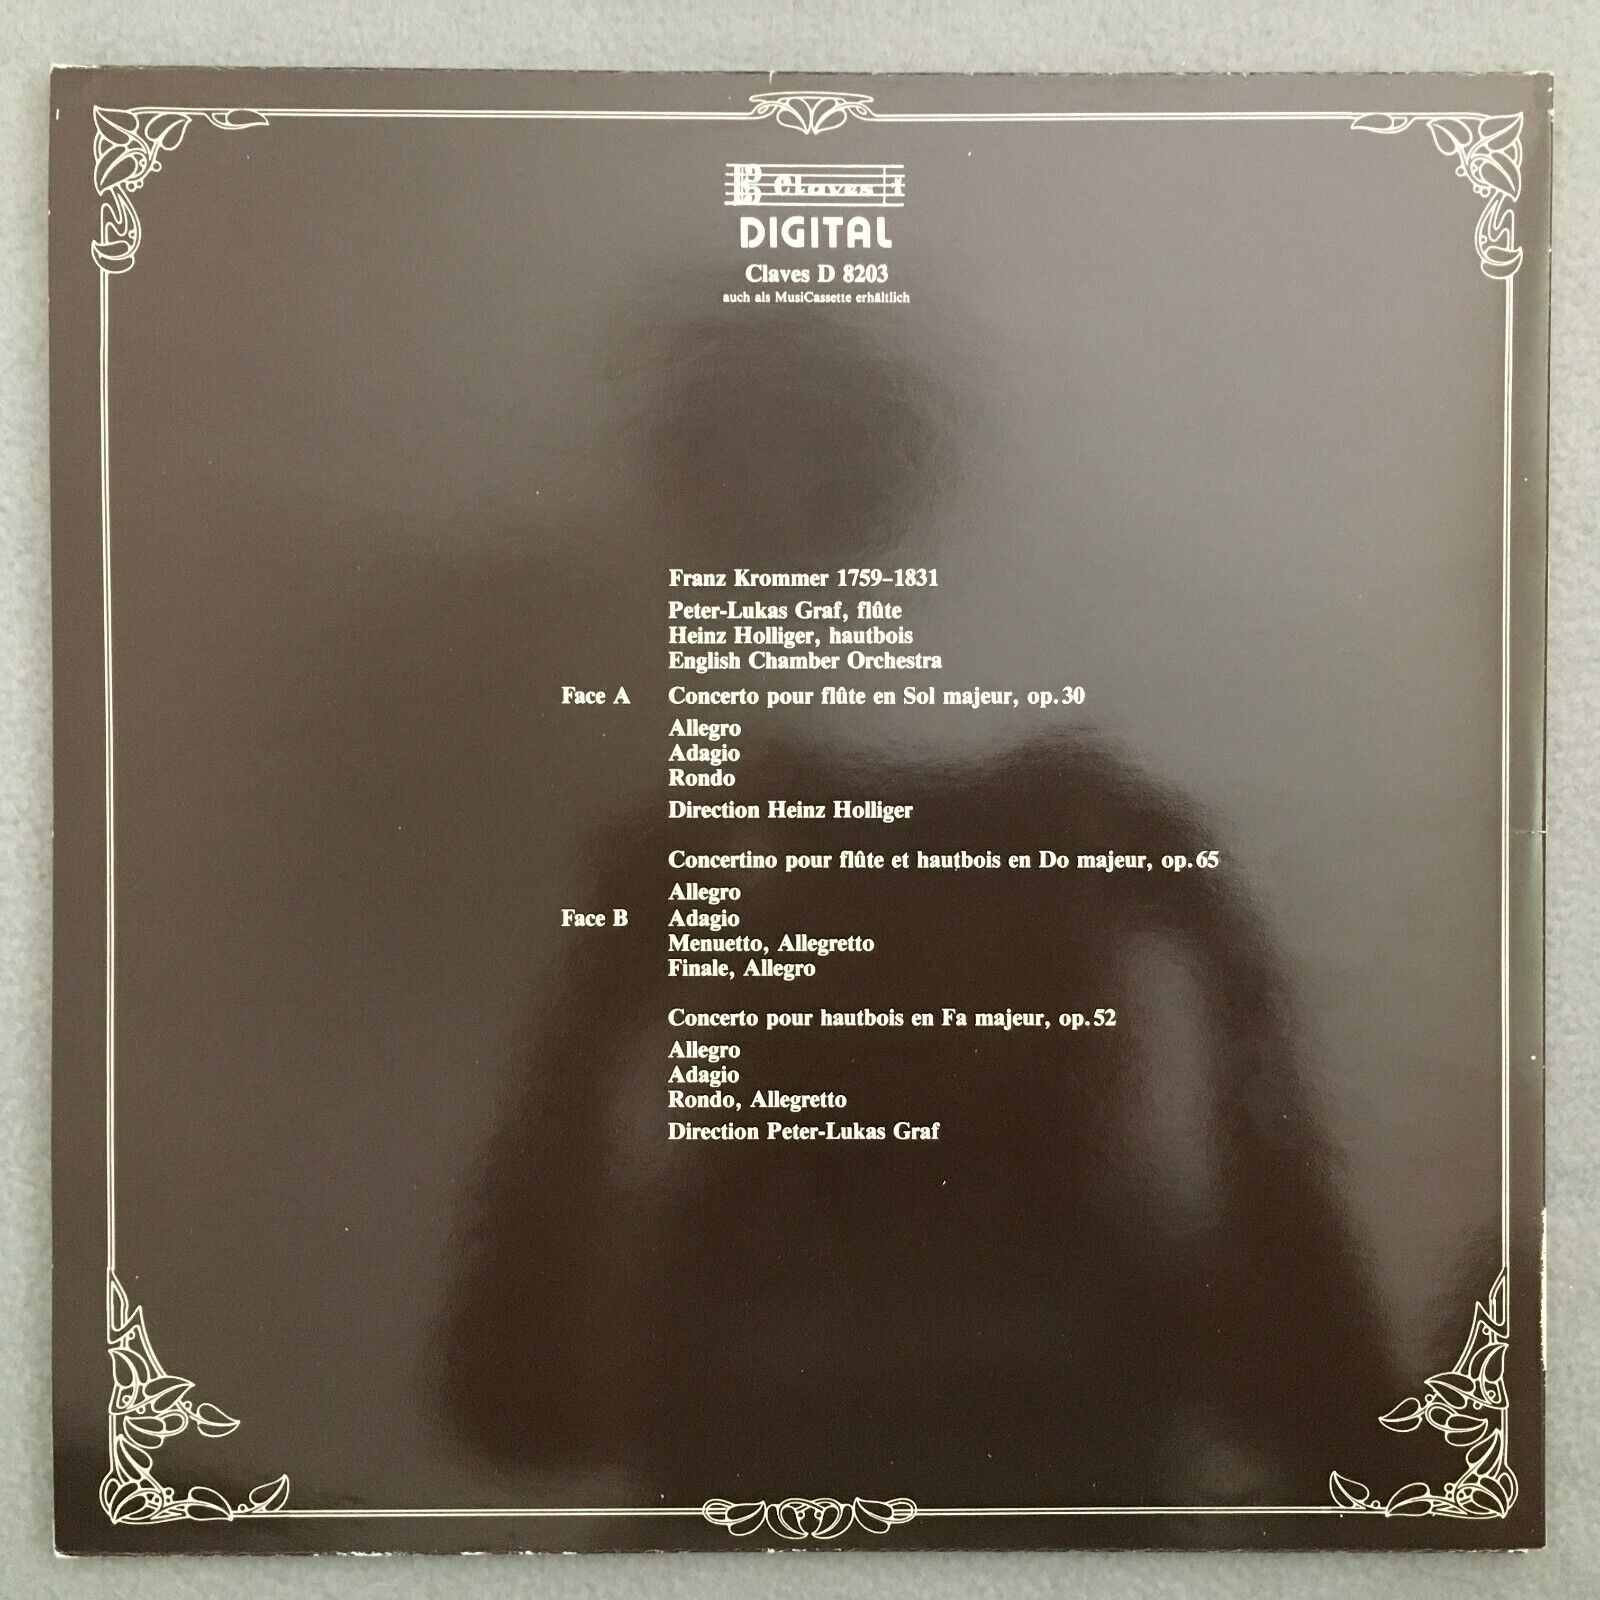 Claves
DIGITAL
Claves D 8203
auch als MusiCassette erhältlich
Franz Krommer 1759–1831
Peter-Lukas Graf, flûte
Heinz Holliger, hautbois
English Chamber Orchestra
Face A Concerto pour flûte en Sol majeur, op. 30
Allegro
Adagio
Rondo
Direction Heinz Holliger
Concertino pour flûte et hautbois en Do majeur, op. 65
Allegro
Face B Adagio
Menuetto, Allegretto
Finale, Allegro
Concerto pour hautbois en Fa majeur, op. 52
Allegro
Adagio
Rondo, Allegretto
Direction Peter-Lukas Graf